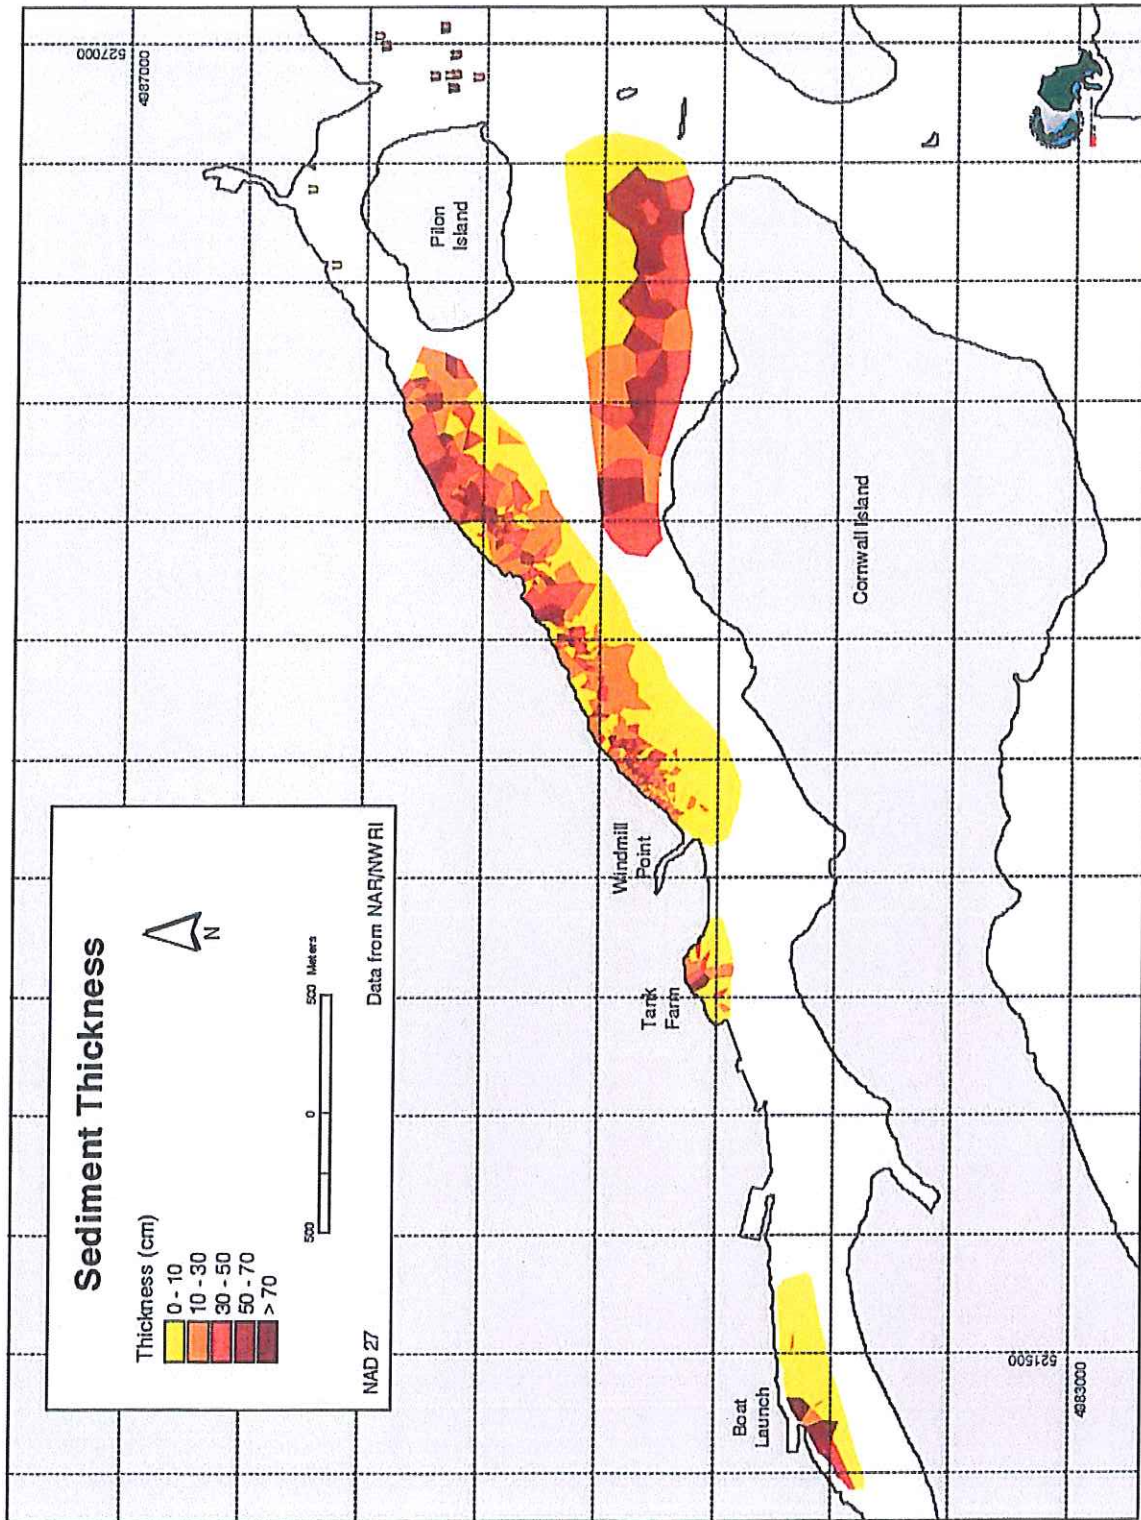 Sediment Thickness
Thickness (cm)
0 - 10
10 - 30
30 - 50
50 - 70
> 70
N
500
0
500 Meters
NAD 27
Data from NAR/NWRI
527000
4987000
Pilon
Island
Windmill
Point
Tank
Farm
Cornwall Island
Boat
Launch
521500
4983000